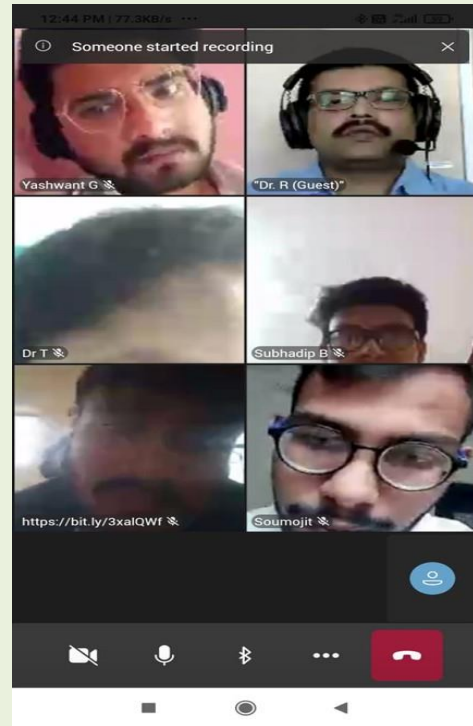 12:44 PM | 77.3KB/s ...
Someone started recording
Yashwant G
"Dr. R (Guest)"
Dr T
Subhadip B
https://bit.ly/3xalQWf
Soumojit